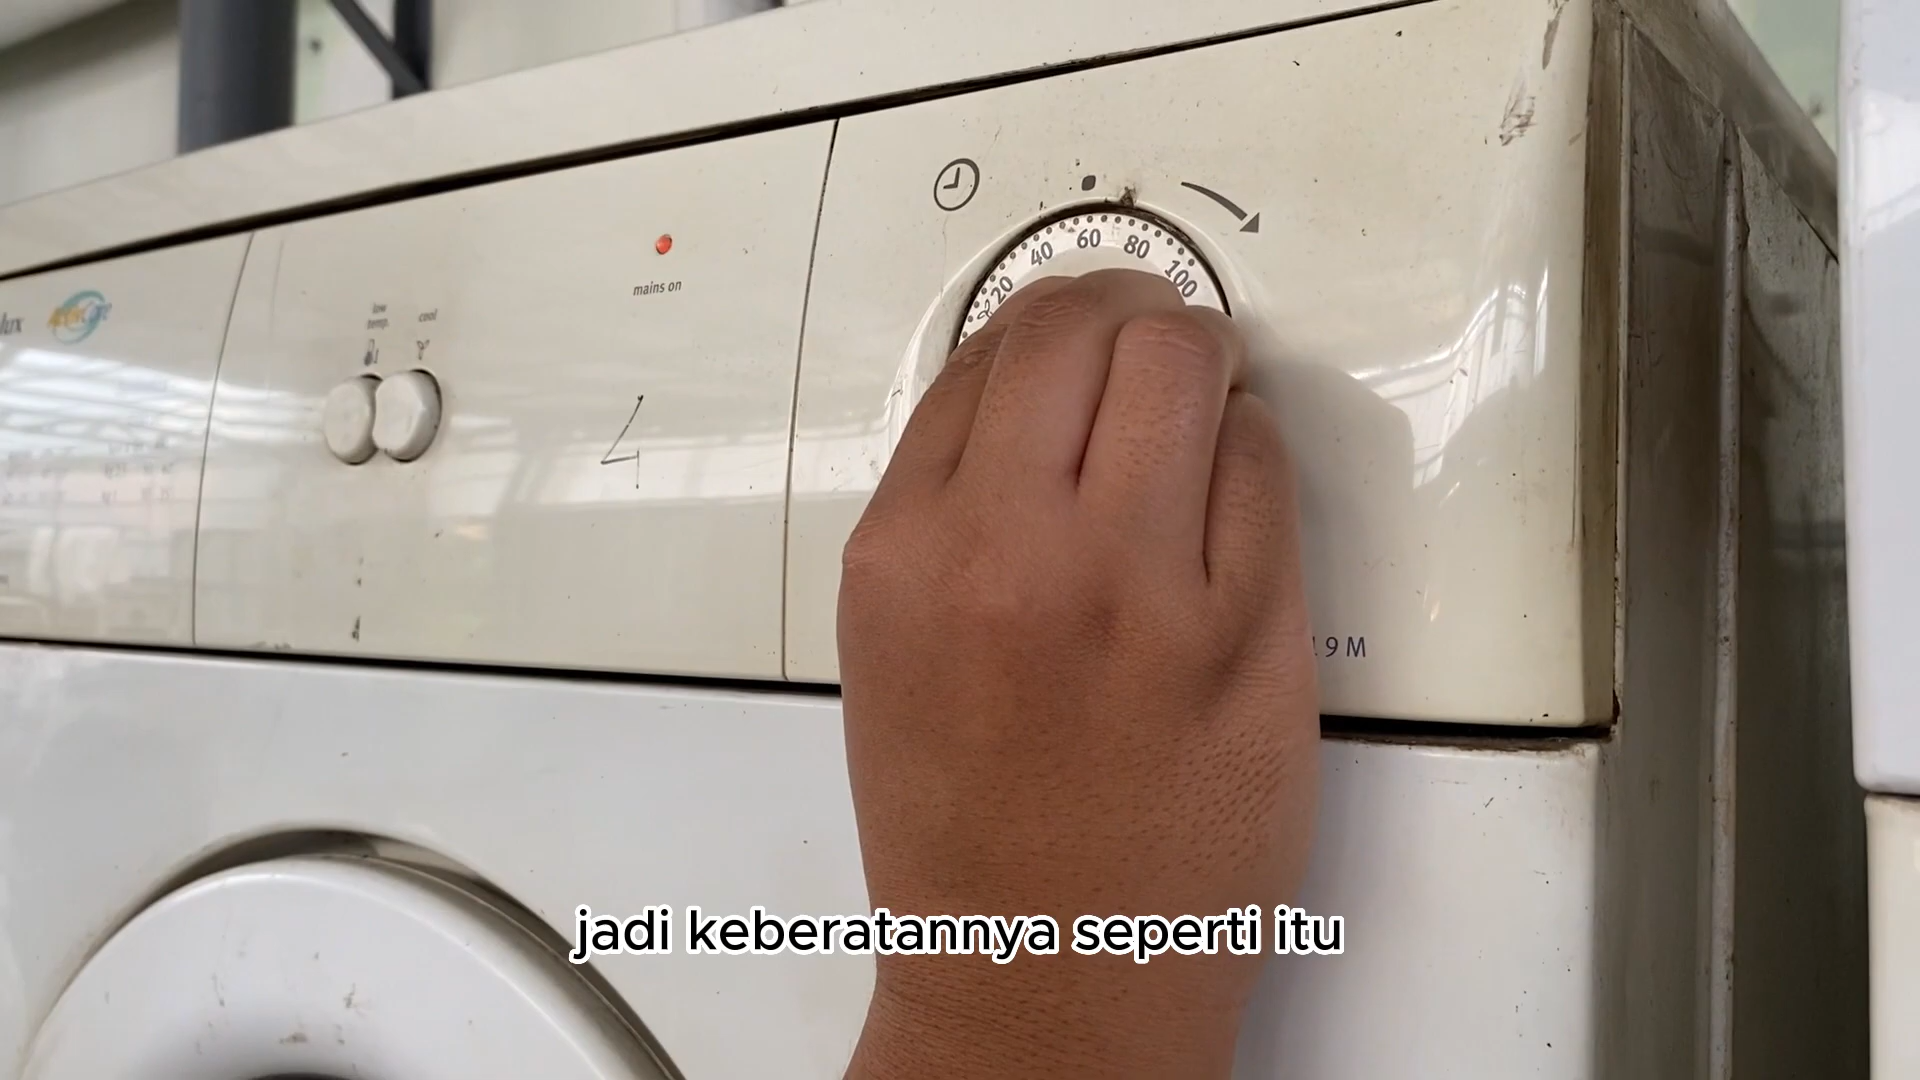 mains on
low
temp.
cool
4
20
40
60
80
100
9 M
jadi keberatannya seperti itu